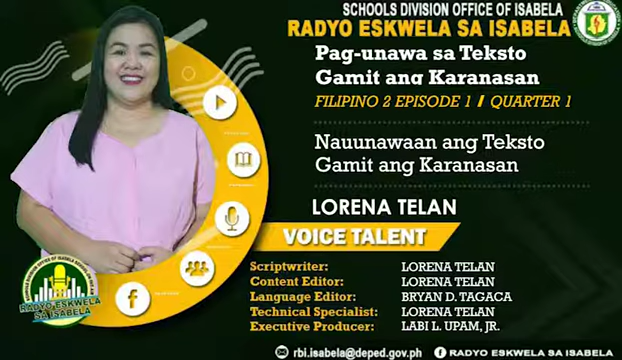 SCHOOLS DIVISION OFFICE OF ISABELA
RADYO ESKWELA SA ISABELA
Pag-unawa sa Teksto
Gamit ang Karanasan
FILIPINO 2 EPISODE 1 / QUARTER 1
Nauunawaan ang Teksto
Gamit ang Karanasan
LORENA TELAN
VOICE TALENT
Scriptwriter: LORENA TELAN
Content Editor: LORENA TELAN
Language Editor: BRYAN D. TAGACA
Technical Specialist: LORENA TELAN
Executive Producer: LABI L. UPAM, JR.
RADYO ESKWELA
SA ISABELA
rbi.isabela@deped.gov.ph RADYO ESKWELA SA ISABELA